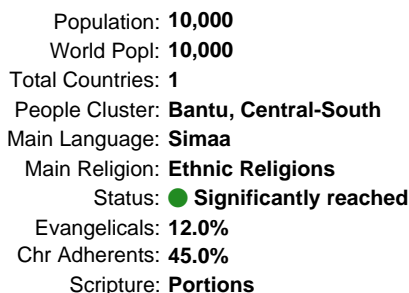 Population: 10,000
World Popl: 10,000
Total Countries: 1
People Cluster: Bantu, Central-South
Main Language: Simaa
Main Religion: Ethnic Religions
Status: Significantly reached
Evangelicals: 12.0%
Chr Adherents: 45.0%
Scripture: Portions